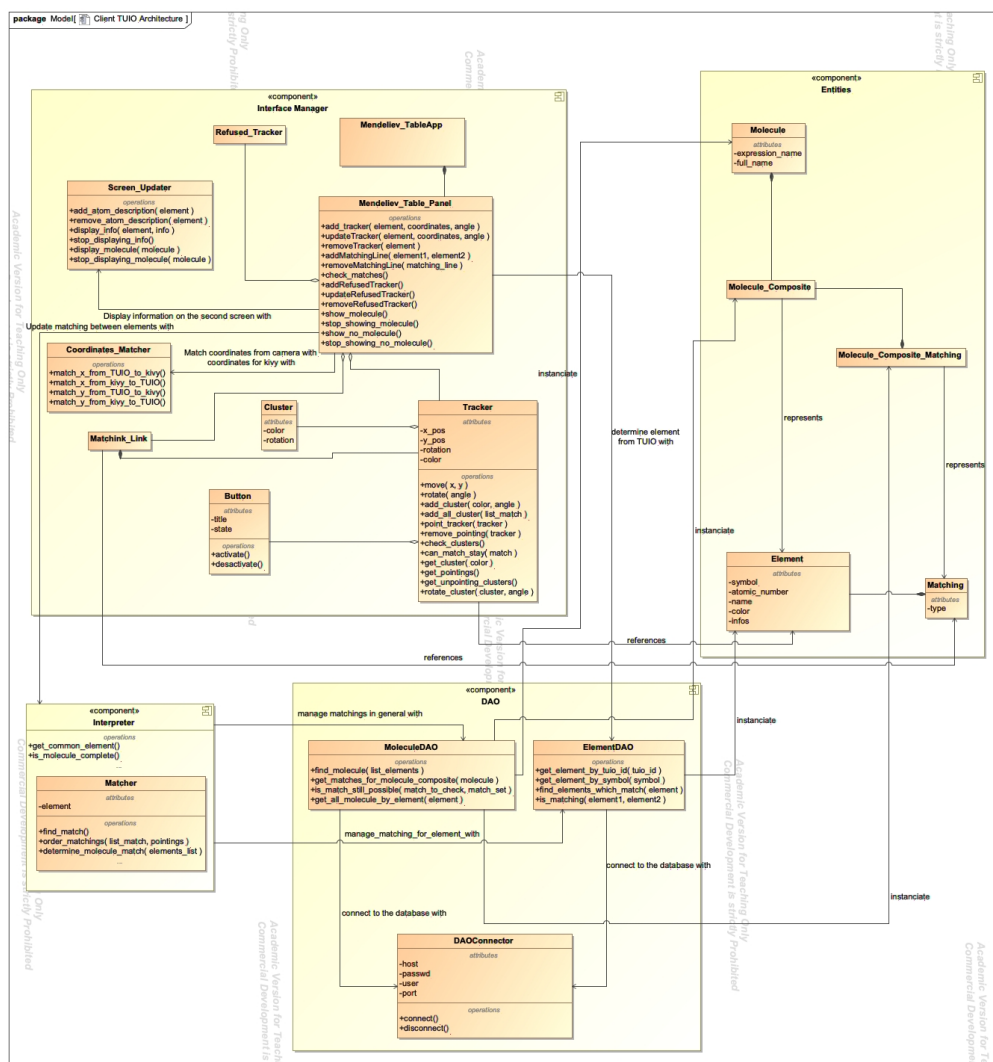 package Model[ Client TUIO Architecture ]
«component»
Interface Manager
Refused_Tracker
Mendeliev_TableApp
Screen_Updater
operations
+add_atom_description( element )
+remove_atom_description( element )
+display_info( element, info )
+stop_displaying_info()
+display_molecule( molecule )
+stop_displaying_molecule( molecule )
Mendeliev_Table_Panel
operations
+add_tracker( element, coordinates, angle )
+updateTracker( element, coordinates, angle )
+removeTracker( element )
+addMatchingLine( element1, element2 )
+removeMatchingLine( matching_line )
+check_matches()
+addRefusedTracker()
+updateRefusedTracker()
+removeRefusedTracker()
+show_molecule()
+stop_showing_molecule()
+show_no_molecule()
+stop_showing_no_molecule()
Display information on the second screen with
Update matching between elements with
Coordinates_Matcher
operations
+match_x_from_TUIO_to_kivy()
+match_x_from_kivy_to_TUIO()
+match_y_from_TUIO_to_kivy()
+match_y_from_kivy_to_TUIO()
Match coordinates from camera with
coordinates for kivy with
Cluster
attributes
-color
-rotation
Matchink_Link
Tracker
attributes
-x_pos
-y_pos
-rotation
-color
operations
+move( x, y )
+rotate( angle )
+add_cluster( color, angle )
+add_all_cluster( list_match )
+point_tracker( tracker )
+remove_pointing( tracker )
+check_clusters()
+can_match_stay( match )
+get_cluster( color )
+get_pointings()
+get_unpointing_clusters()
+rotate_cluster( cluster, angle )
Button
attributes
-title
-state
operations
+activate()
+desactivate()
instanciate
determine element
from TUIO with
«component»
Entities
Molecule
attributes
-expression_name
-full_name
Molecule_Composite
Molecule_Composite_Matching
represents
represents
instanciate
Element
attributes
-symbol
-atomic_number
-name
-color
-infos
Matching
attributes
-type
references
references
«component»
Interpreter
operations
+get_common_element()
+is_molecule_complete()
...
Matcher
attributes
-element
operations
+find_match()
+order_matchings( list_match, pointings )
+determine_molecule_match( elements_list )
...
manage matchings in general with
«component»
DAO
MoleculeDAO
operations
+find_molecule( list_elements )
+get_matches_for_molecule_composite( molecule )
+is_match_still_possible( match_to_check, match_set )
+get_all_molecule_by_element( element )
ElementDAO
operations
+get_element_by_tuio_id( tuio_id )
+get_element_by_symbol( symbol )
+find_elements_which_match( element )
+is_matching( element1, element2 )
instanciate
manage_matching_for_element_with
connect to the database with
instanciate
connect to the database with
DAOConnector
attributes
-host
-passwd
-user
-port
operations
+connect()
+disconnect()
Academic Version for Teaching Only
Commercial Development is strictly Prohibited